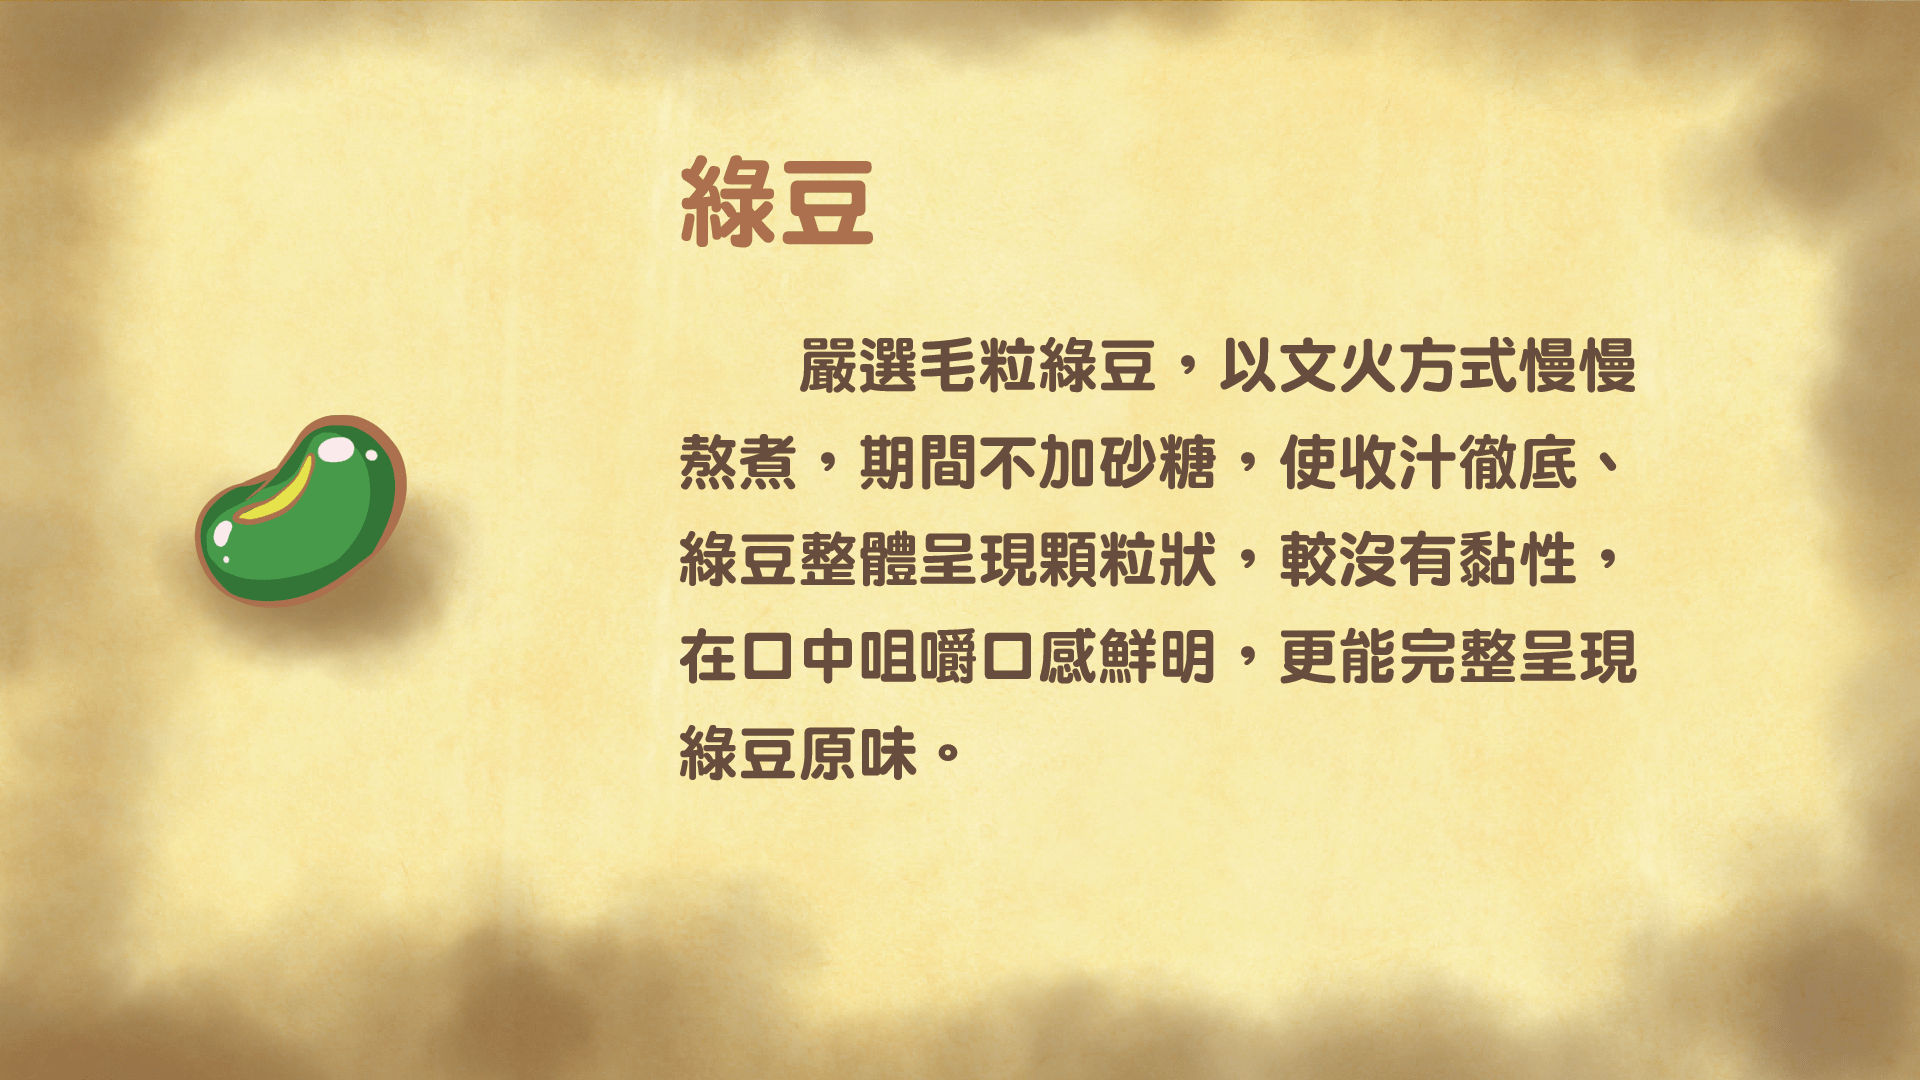 綠豆
嚴選毛粒綠豆，以文火方式慢慢
熬煮，期間不加砂糖，使收汁徹底、
綠豆整體呈現顆粒狀，較沒有黏性，
在口中咀嚼口感鮮明，更能完整呈現
綠豆原味。